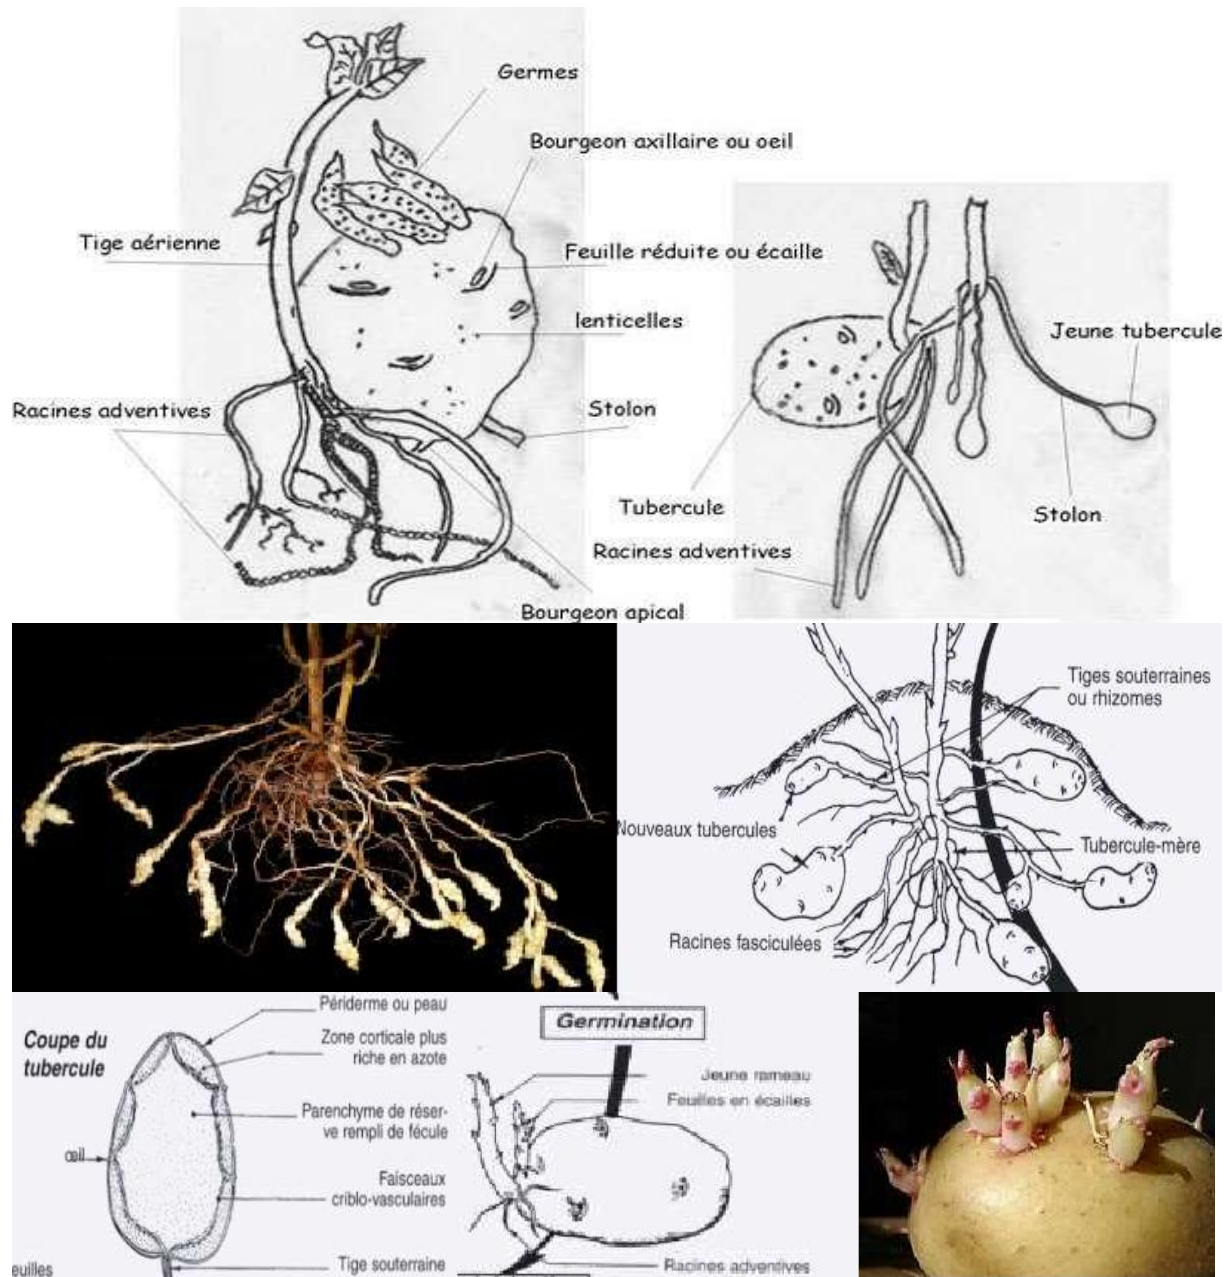 Germes
Bourgeon axillaire ou oeil
Tige aérienne
Feuille réduite ou écaille
lenticelles
Racines adventives
Stolon
Bourgeon apical
Jeune tubercule
Tubercule
Stolon
Racines adventives
Tiges souterraines
ou rhizomes
Nouveaux tubercules
Tubercule-mère
Racines fasciculées
Coupe du
tubercule
Périderme ou peau
Zone corticale plus
riche en azote
Parenchyme de réser-
ve rempli de fécule
œil
Faisceaux
criblo-vasculaires
Tige souterraine
euilles
Germination
Jeune rameau
Feuilles en écailles
Racines adventives